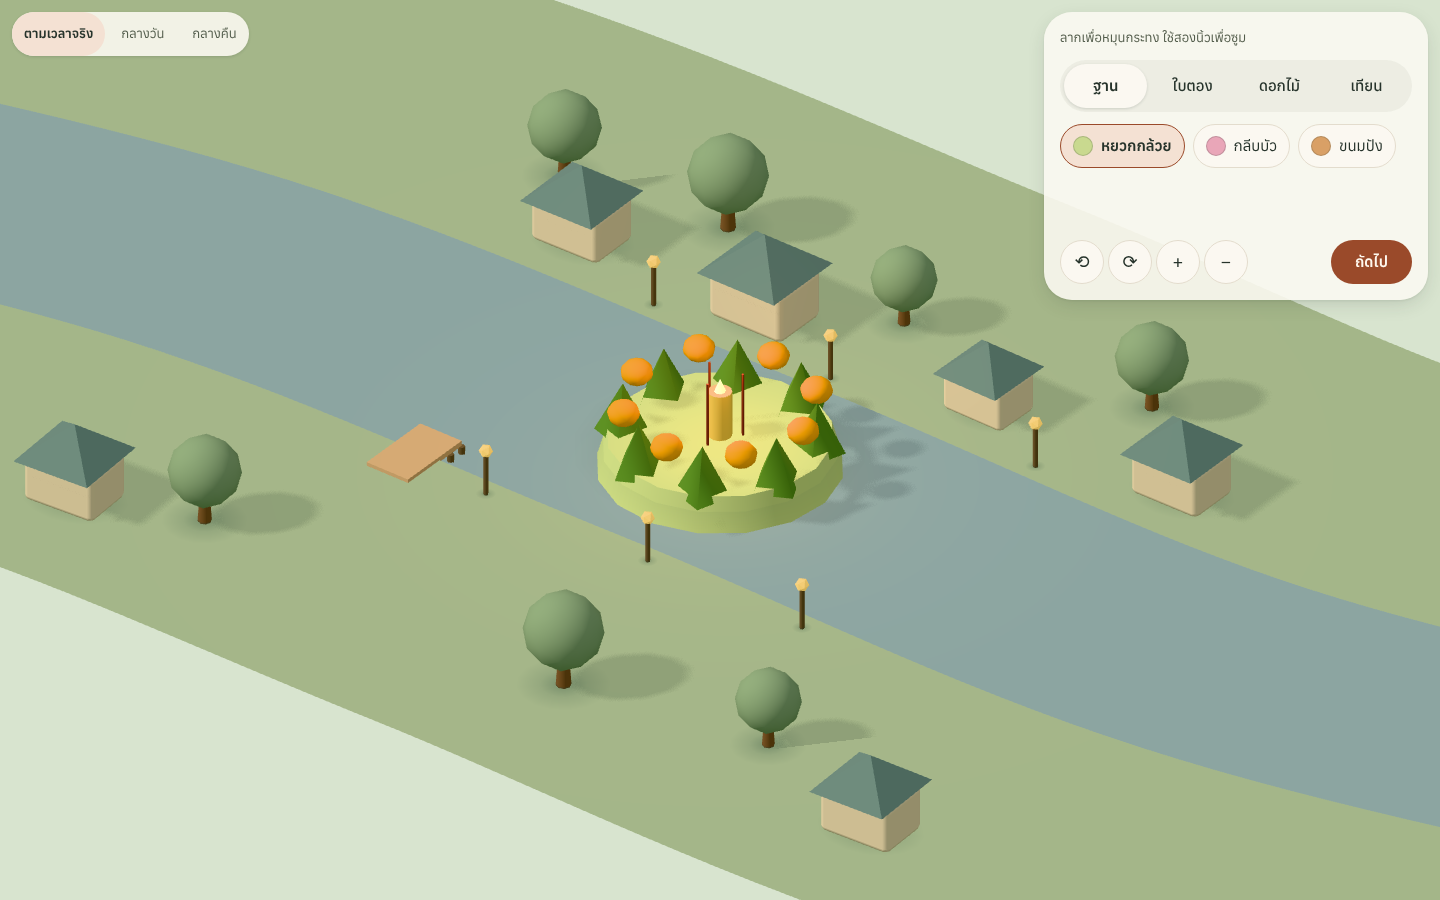 ตามเวลาจริง กลางวัน กลางคืน
ลากเพื่อหมุนกระทง ใช้สองนิ้วเพื่อซูม
ฐาน ใบตอง ดอกไม้ เทียน
หยวกกล้วย กลีบบัว ขนมปัง
⟲ ⟳ + − ถัดไป